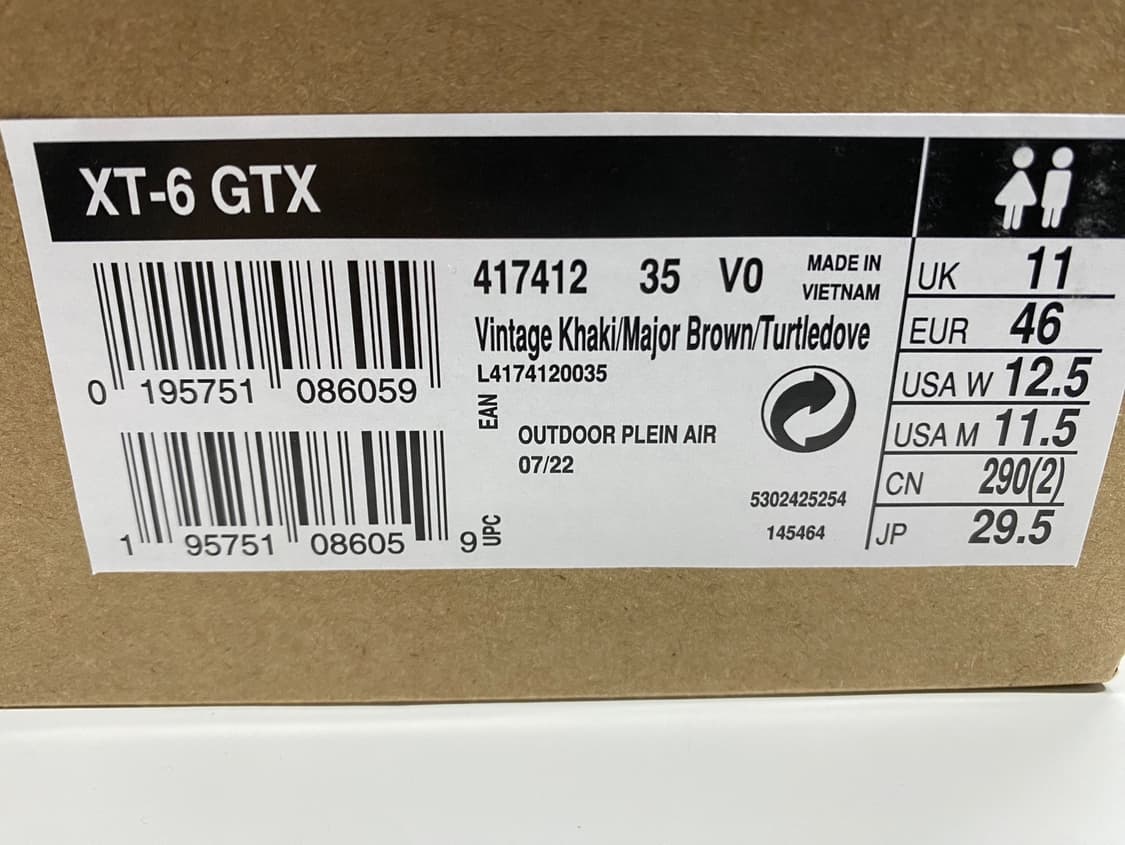 XT-6 GTX
417412 35 V0
MADE IN
VIETNAM
Vintage Khaki/Major Brown/Turtledove
L4174120035
0 195751 086059
EAN
OUTDOOR PLEIN AIR
07/22
5302425254
145464
1 95751 08605 9
UPC
UK 11
EUR 46
USA W 12.5
USA M 11.5
CN 290(2)
JP 29.5